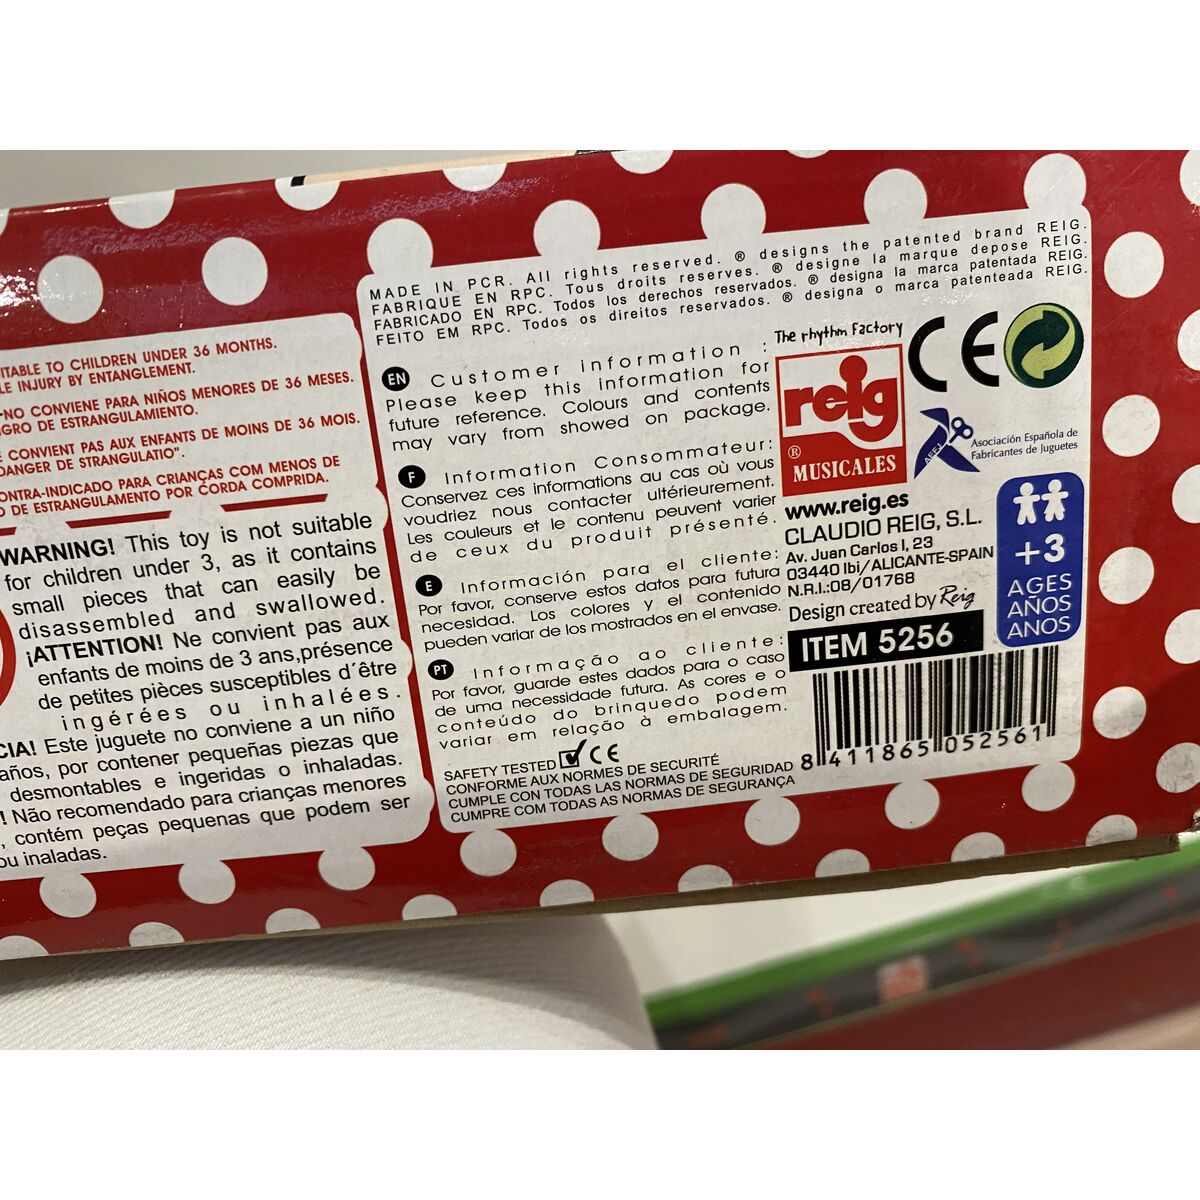 MADE IN PCR. All rights reserved. ® designs the patented brand REIG.
FABRIQUE EN RPC. Tous droits reserves. ® designe la marque depose REIG.
FABRICADO EN RPC. Todos los derechos reservados. ® designa la marca patentada REIG.
FEITO EM RPC. Todos os direitos reservados. ® designa o marca patenteada REIG.
ITABLE TO CHILDREN UNDER 36 MONTHS.
LE INJURY BY ENTANGLEMENT.
-NO CONVIENE PARA NIÑOS MENORES DE 36 MESES.
GRO DE ESTRANGULAMIENTO.
E CONVIENT PAS AUX ENFANTS DE MOINS DE 36 MOIS.
DANGER DE STRANGULATIO".
ONTRA-INDICADO PARA CRIANÇAS COM MENOS DE
O DE ESTRANGULAMENTO POR CORDA COMPRIDA.
WARNING! This toy is not suitable
for children under 3, as it contains
small pieces that can easily be
disassembled and swallowed.
¡ATTENTION! Ne convient pas aux
enfants de moins de 3 ans,présence
de petites pièces susceptibles d´être
ingérées ou inhalées.
CIA! Este juguete no conviene a un niño
años, por contener pequeñas piezas que
desmontables e ingeridas o inhaladas.
! Não recomendado para crianças menores
, contém peças pequenas que podem ser
ou inaladas.
EN Customer information :
Please keep this information for
future reference. Colours and contents
may vary from showed on package.
F Information Consommateur:
Conservez ces informations au cas où vous
voudriez nous contacter ultérieurement.
Les couleurs et le contenu peuvent varier
de ceux du produit présenté.
E Información para el cliente:
Por favor, conserve estos datos para futura
necesidad. Los colores y el contenido
pueden variar de los mostrados en el envase.
PT Informação ao cliente:
Por favor, guarde estes dados para o caso
de uma necessidade futura. As cores e o
conteúdo do brinquedo podem
variar em relação à embalagem.
SAFETY TESTED CE
CONFORME AUX NORMES DE SECURITÉ
CUMPLE CON TODAS LAS NORMAS DE SEGURIDAD
CUMPRE COM TODAS AS NORMAS DE SEGURANÇA
The rhythm factory
reig
®
MUSICALES
CE
AEFJ
Asociación Española de
Fabricantes de Juguetes
www.reig.es
CLAUDIO REIG, S.L.
Av. Juan Carlos I, 23
03440 Ibi/ALICANTE-SPAIN
N.R.I.:08/01768
Design created by Reig
ITEM 5256
+3
AGES
AÑOS
ANOS
8 411865 052561